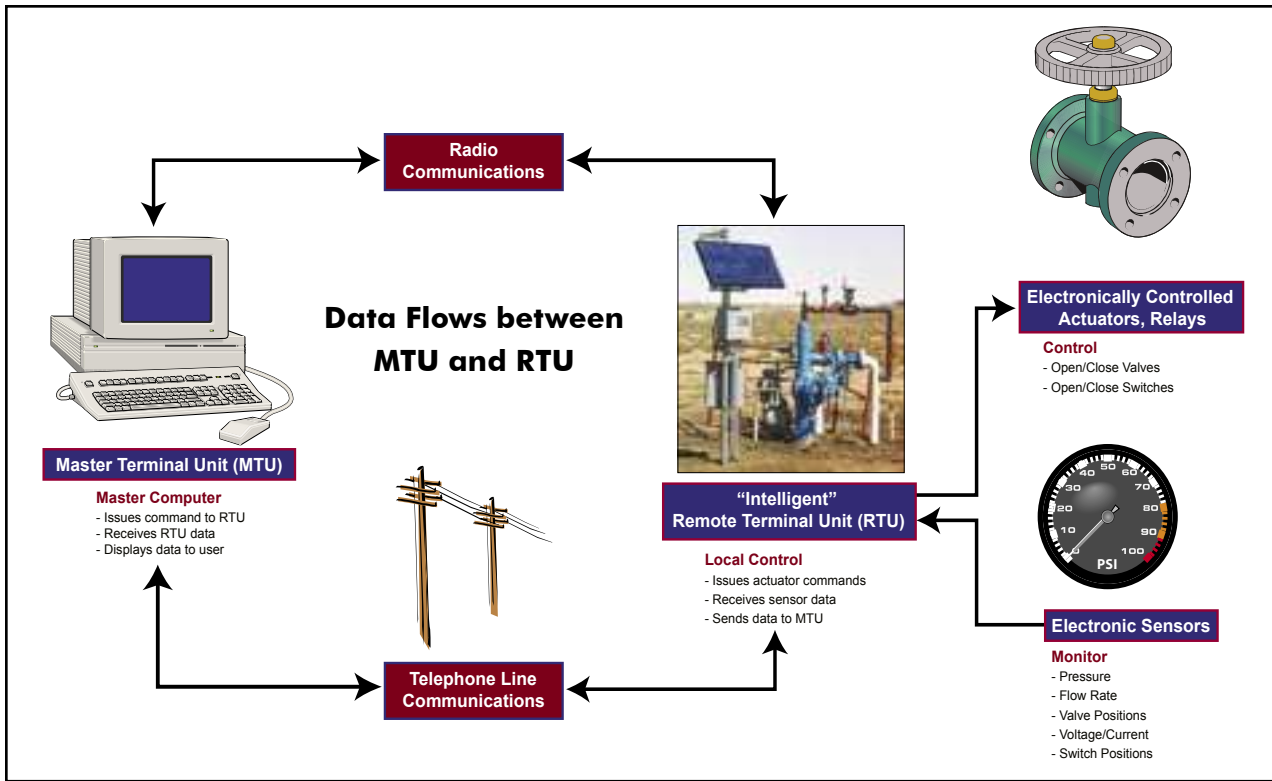 Radio
Communications
Data Flows between
MTU and RTU
Master Terminal Unit (MTU)
Master Computer
- Issues command to RTU
- Receives RTU data
- Displays data to user
Telephone Line
Communications
“Intelligent”
Remote Terminal Unit (RTU)
Local Control
- Issues actuator commands
- Receives sensor data
- Sends data to MTU
Electronically Controlled
Actuators, Relays
Control
- Open/Close Valves
- Open/Close Switches
0
10
20
30
40
50
60
70
80
90
100
PSI
Electronic Sensors
Monitor
- Pressure
- Flow Rate
- Valve Positions
- Voltage/Current
- Switch Positions